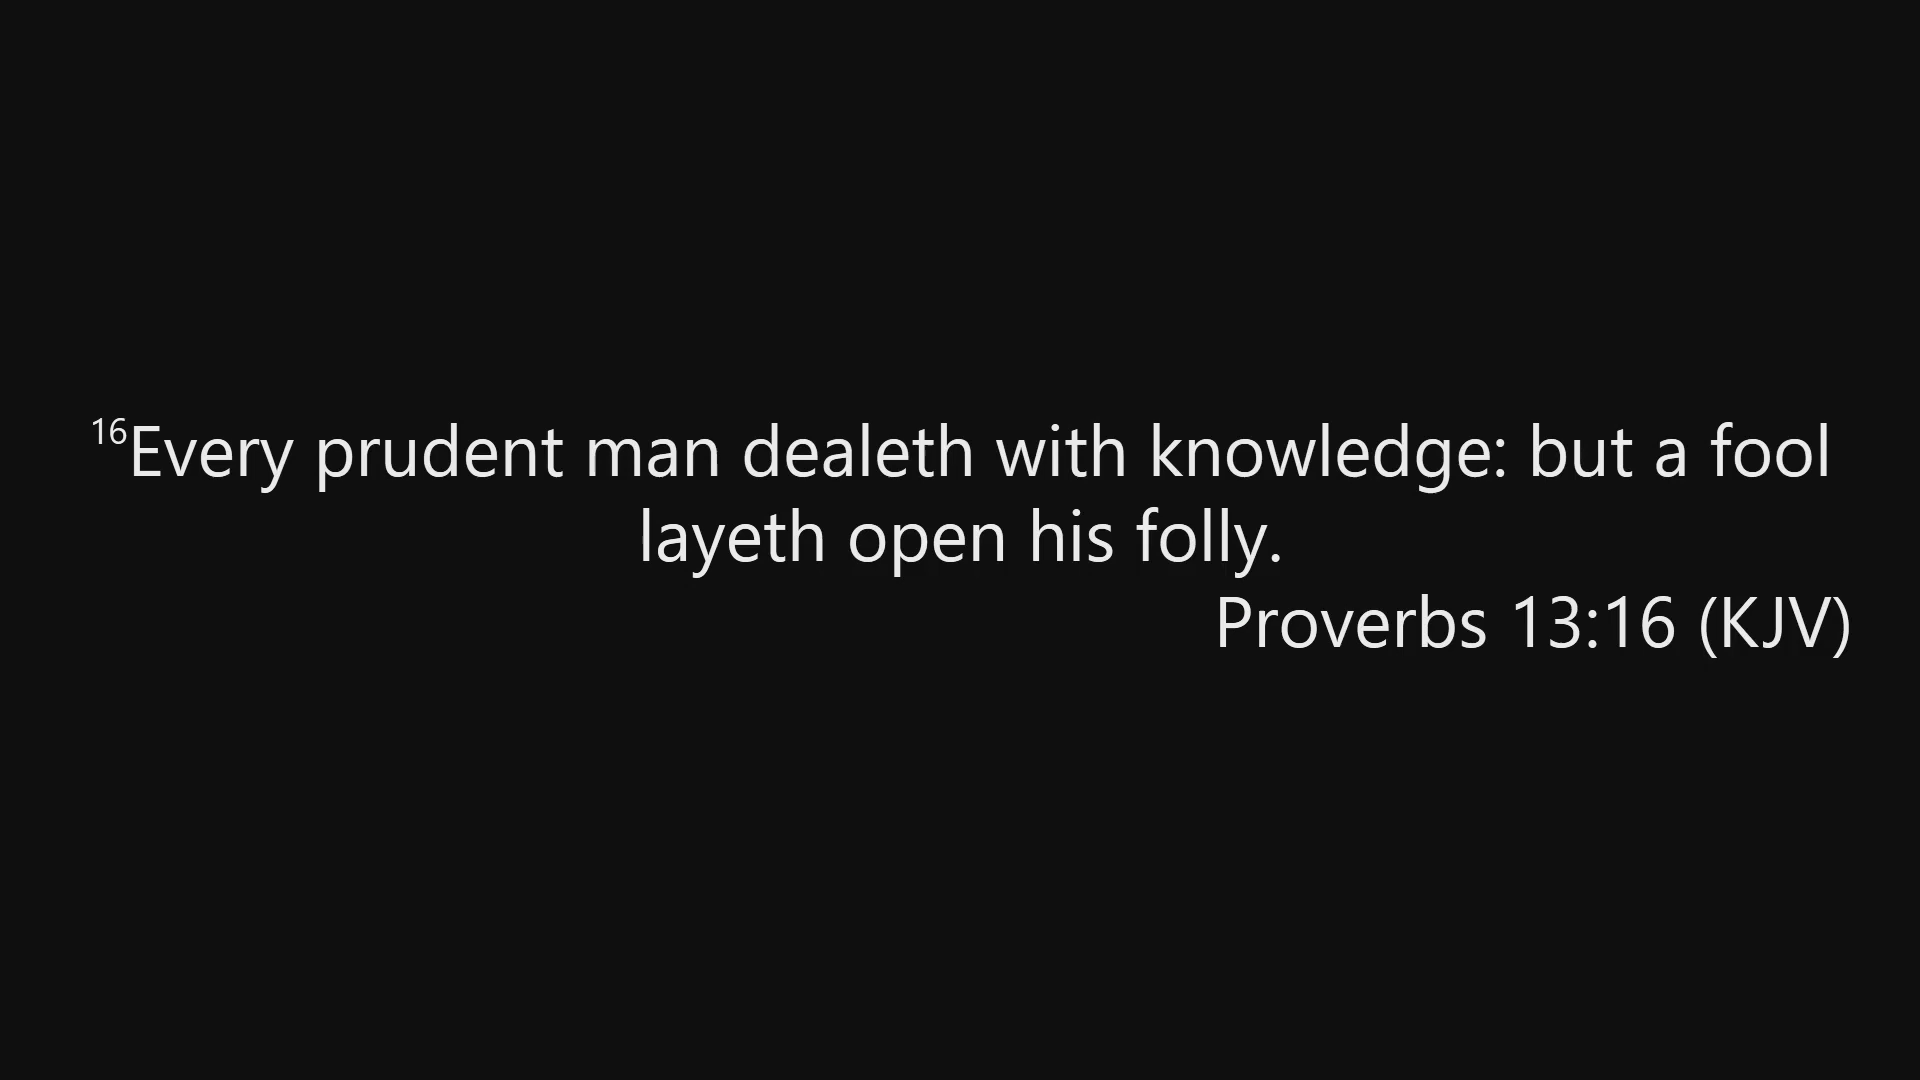 16Every prudent man dealeth with knowledge: but a fool
layeth open his folly.
Proverbs 13:16 (KJV)